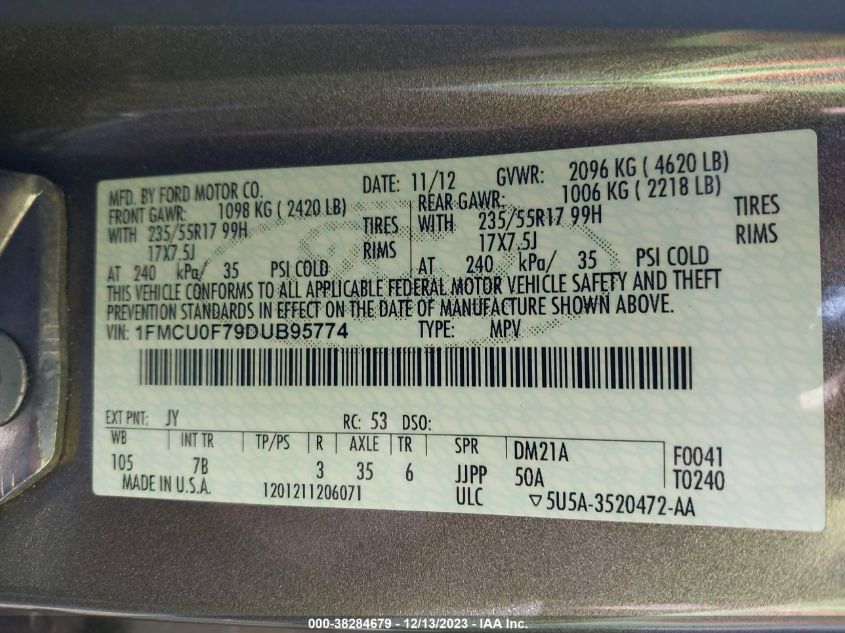 MFD. BY FORD MOTOR CO. DATE: 11/12 GVWR: 2096 KG ( 4620 LB)
FRONT GAWR: 1098 KG ( 2420 LB) REAR GAWR: 1006 KG ( 2218 LB)
WITH 235/55R17 99H TIRES WITH 235/55R17 99H TIRES
17X7.5J RIMS 17X7.5J RIMS
AT 240 kPa/ 35 PSI COLD AT 240 kPa/ 35 PSI COLD
THIS VEHICLE CONFORMS TO ALL APPLICABLE FEDERAL MOTOR VEHICLE SAFETY AND THEFT
PREVENTION STANDARDS IN EFFECT ON THE DATE OF MANUFACTURE SHOWN ABOVE.
VIN: 1FMCU0F79DUB95774 TYPE: MPV
EXT PNT: JY RC: 53 DSO:
WB INT TR TP/PS R AXLE TR SPR DM21A F0041
105 7B 3 35 6 JJPP 50A T0240
MADE IN U.S.A. 1201211206071 ULC ▽5U5A-3520472-AA
000-38284679 - 12/13/2023 - IAA Inc.